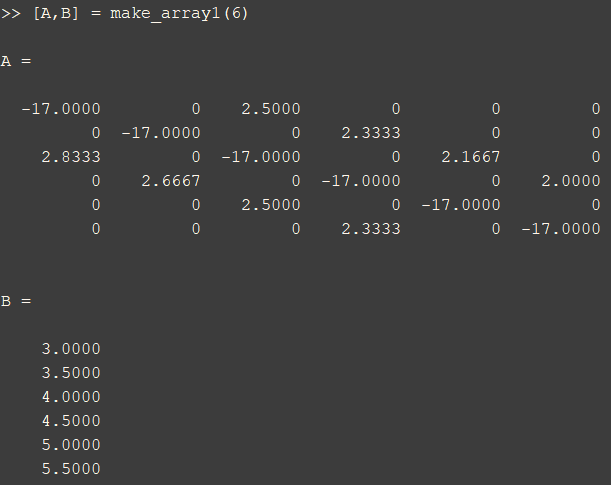 >> [A,B] = make_array1(6)
A =
-17.0000 0 2.5000 0 0 0
0 -17.0000 0 2.3333 0 0
2.8333 0 -17.0000 0 2.1667 0
0 2.6667 0 -17.0000 0 2.0000
0 0 2.5000 0 -17.0000 0
0 0 0 2.3333 0 -17.0000
B =
3.0000
3.5000
4.0000
4.5000
5.0000
5.5000